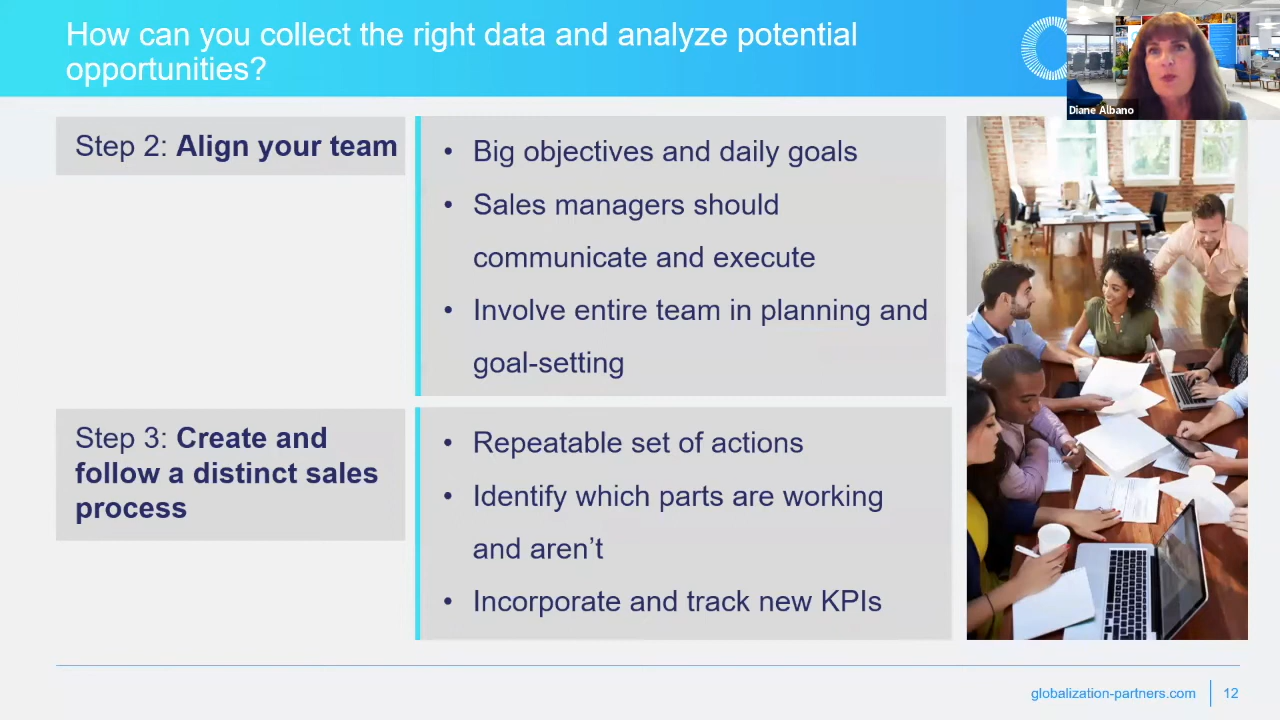 How can you collect the right data and analyze potential
opportunities?
Diane Albano
Step 2: Align your team
• Big objectives and daily goals
• Sales managers should
communicate and execute
• Involve entire team in planning and
goal-setting
Step 3: Create and
follow a distinct sales
process
• Repeatable set of actions
• Identify which parts are working
and aren’t
• Incorporate and track new KPIs
globalization-partners.com
12